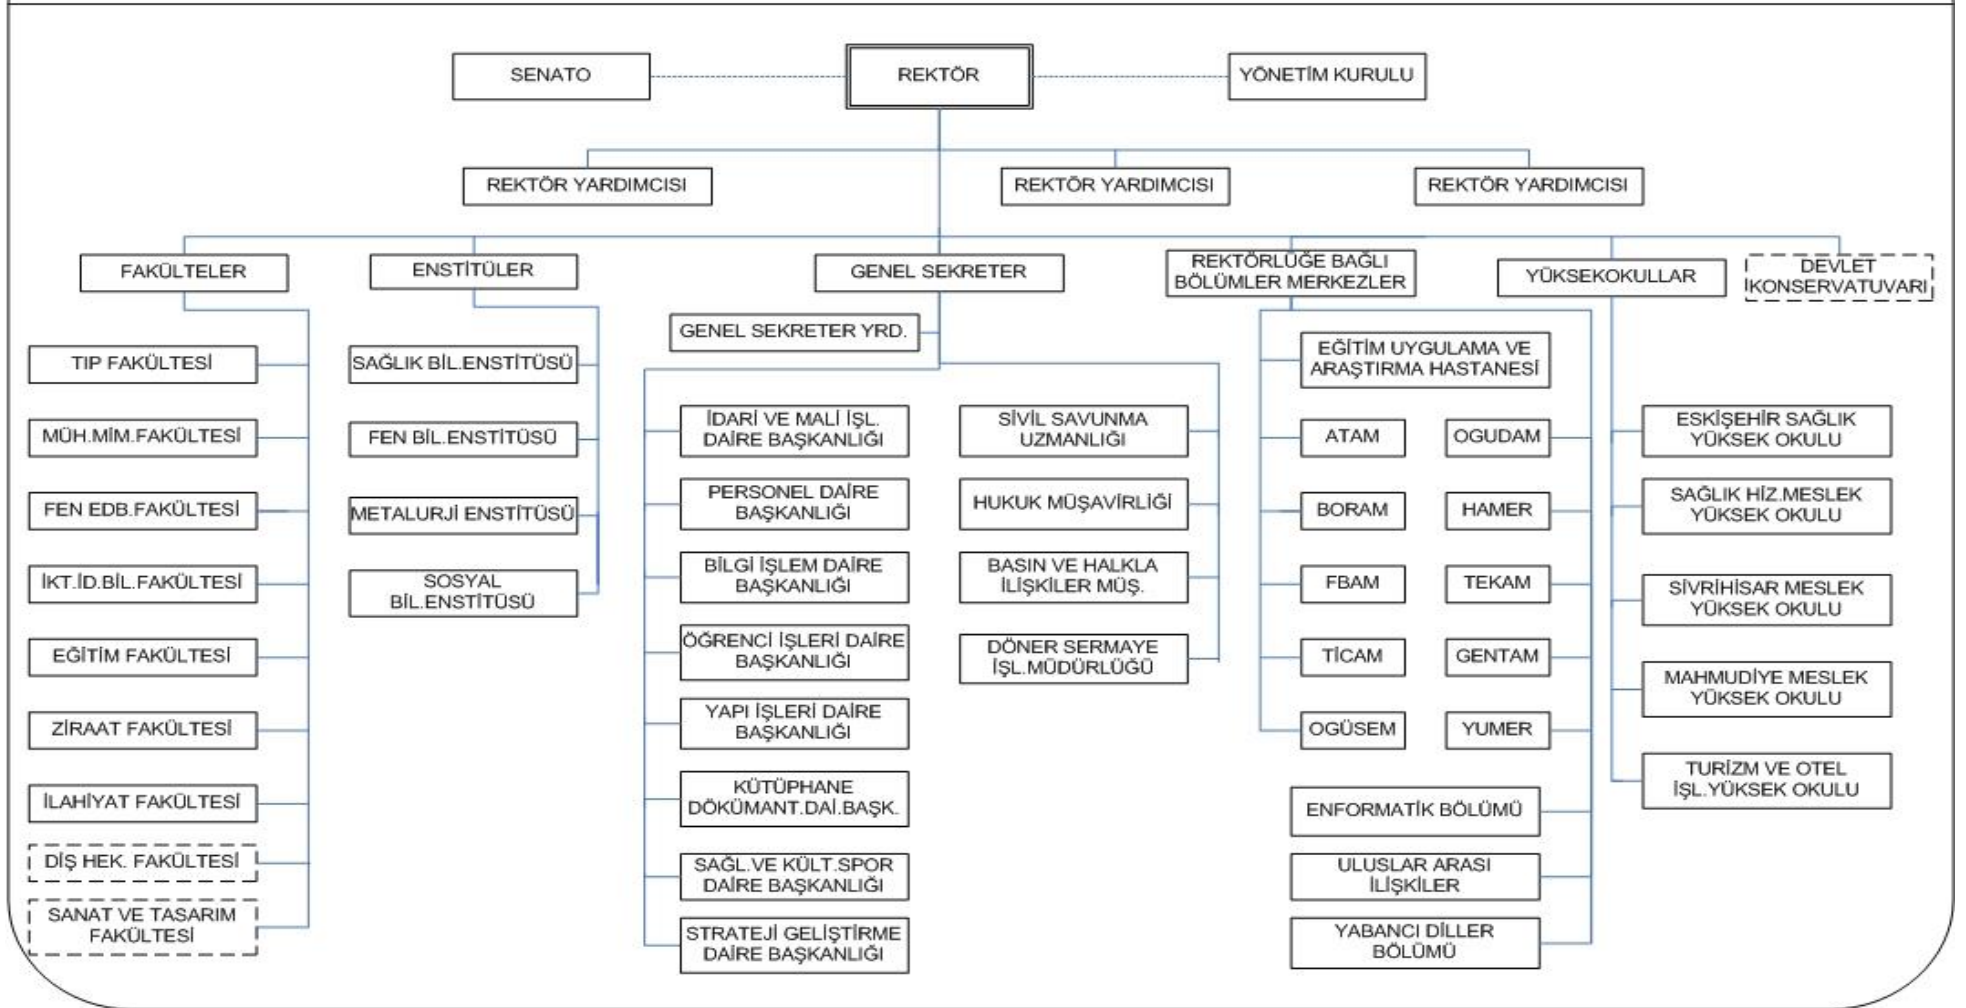 SENATO
REKTÖR
YÖNETİM KURULU
REKTÖR YARDIMCISI
REKTÖR YARDIMCISI
REKTÖR YARDIMCISI
FAKÜLTELER
ENSTİTÜLER
GENEL SEKRETER
REKTÖRLÜĞE BAĞLI
BÖLÜMLER MERKEZLER
YÜKSEKOKULLAR
DEVLET
KONSERVATUVARI
TIP FAKÜLTESİ
MÜH.MİM.FAKÜLTESİ
FEN EDB.FAKÜLTESİ
İKT.İD.BİL.FAKÜLTESİ
EĞİTİM FAKÜLTESİ
ZİRAAT FAKÜLTESİ
İLAHİYAT FAKÜLTESİ
DİŞ HEK. FAKÜLTESİ
SANAT VE TASARIM
FAKÜLTESİ
SAĞLIK BİL.ENSTİTÜSÜ
FEN BİL.ENSTİTÜSÜ
METALURJİ ENSTİTÜSÜ
SOSYAL
BİL.ENSTİTÜSÜ
GENEL SEKRETER YRD.
İDARİ VE MALİ İŞL.
DAİRE BAŞKANLIĞI
PERSONEL DAİRE
BAŞKANLIĞI
BİLGİ İŞLEM DAİRE
BAŞKANLIĞI
ÖĞRENCİ İŞLERİ DAİRE
BAŞKANLIĞI
YAPI İŞLERİ DAİRE
BAŞKANLIĞI
KÜTÜPHANE
DÖKÜMANT.DAİ.BAŞK.
SAĞL.VE KÜLT.SPOR
DAİRE BAŞKANLIĞI
STRATEJİ GELİŞTİRME
DAİRE BAŞKANLIĞI
SİVİL SAVUNMA
UZMANLIĞI
HUKUK MÜŞAVİRLİĞİ
BASIN VE HALKLA
İLİŞKİLER MÜŞ.
DÖNER SERMAYE
İŞL.MÜDÜRLÜĞÜ
EĞİTİM UYGULAMA VE
ARAŞTIRMA HASTANESİ
ATAM
OGUDAM
BORAM
HAMER
FBAM
TEKAM
TİCAM
GENTAM
OGÜSEM
YUMER
ENFORMATİK BÖLÜMÜ
ULUSLAR ARASI
İLİŞKİLER
YABANCI DİLLER
BÖLÜMÜ
ESKİŞEHİR SAĞLIK
YÜKSEK OKULU
SAĞLIK HİZ.MESLEK
YÜKSEK OKULU
SİVRİHİSAR MESLEK
YÜKSEK OKULU
MAHMUDİYE MESLEK
YÜKSEK OKULU
TURİZM VE OTEL
İŞL.YÜKSEK OKULU